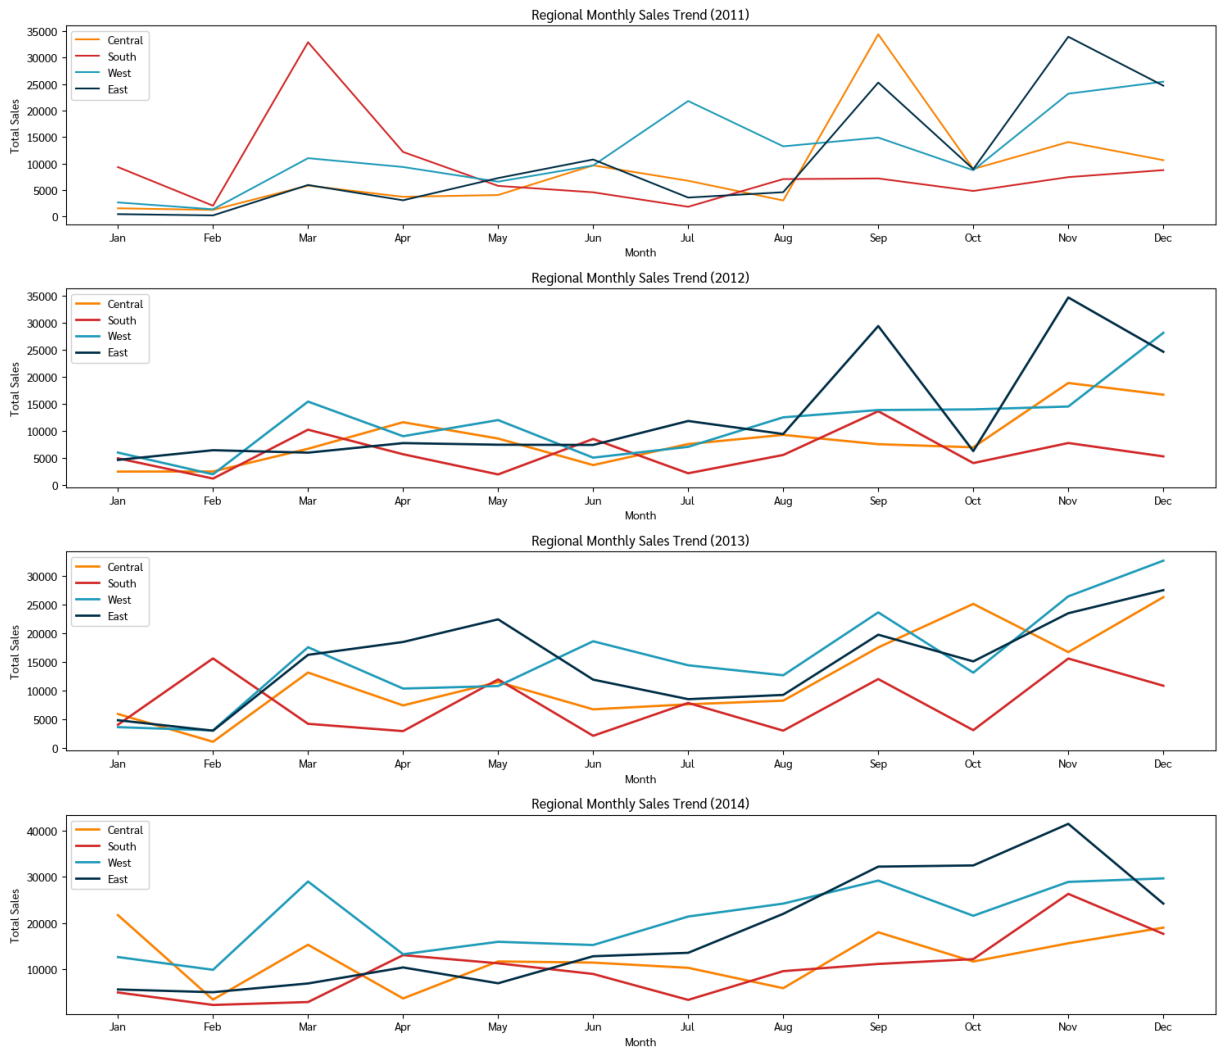 Regional Monthly Sales Trend (2011)
Total Sales
35000
30000
25000
20000
15000
10000
5000
0
Central
South
West
East
Jan Feb Mar Apr May Jun Jul Aug Sep Oct Nov Dec
Month
Regional Monthly Sales Trend (2012)
Total Sales
35000
30000
25000
20000
15000
10000
5000
0
Central
South
West
East
Jan Feb Mar Apr May Jun Jul Aug Sep Oct Nov Dec
Month
Regional Monthly Sales Trend (2013)
Total Sales
30000
25000
20000
15000
10000
5000
0
Central
South
West
East
Jan Feb Mar Apr May Jun Jul Aug Sep Oct Nov Dec
Month
Regional Monthly Sales Trend (2014)
Total Sales
40000
30000
20000
10000
Central
South
West
East
Jan Feb Mar Apr May Jun Jul Aug Sep Oct Nov Dec
Month